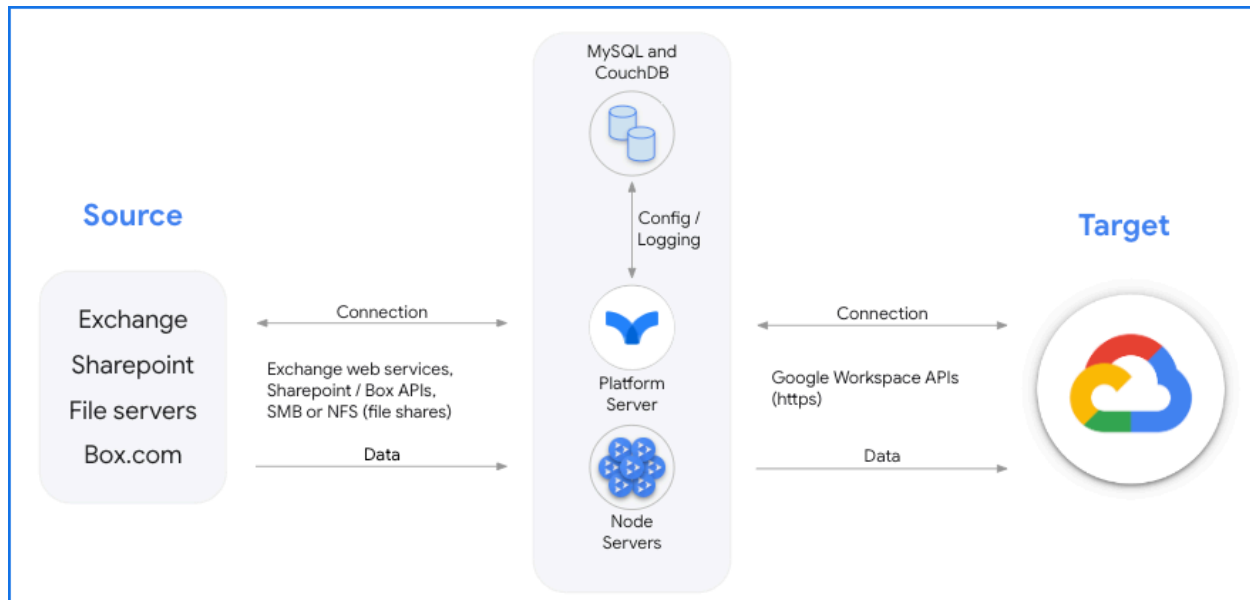 Source
Exchange
Sharepoint
File servers
Box.com
Connection
Exchange web services,
Sharepoint / Box APIs,
SMB or NFS (file shares)
Data
MySQL and
CouchDB
Config /
Logging
Platform
Server
Node
Servers
Connection
Google Workspace APIs
(https)
Data
Target